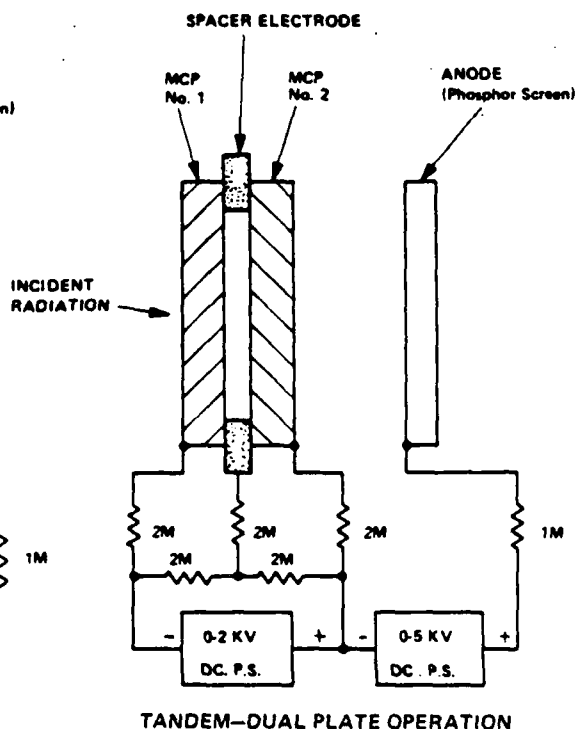 SPACER ELECTRODE
MCP
No. 1
MCP
No. 2
ANODE
(Phosphor Screen)
n)
INCIDENT
RADIATION
2M
2M
2M
2M
2M
1M
1M
- 0-2 KV +
DC. P.S.
- 0-5 KV +
DC . P.S.
TANDEM–DUAL PLATE OPERATION